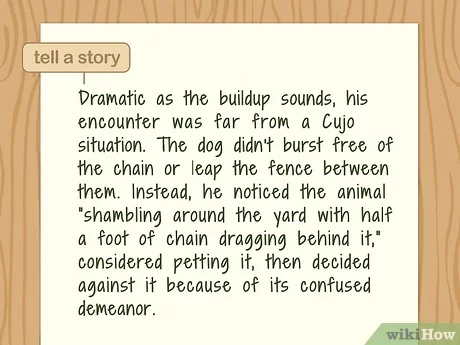 tell a story
Dramatic as the buildup sounds, his
encounter was far from a Cujo
situation. The dog didn't burst free of
the chain or leap the fence between
them. Instead, he noticed the animal
"shambling around the yard with half
a foot of chain dragging behind it,"
considered petting it, then decided
against it because of its confused
demeanor.
wikiHow